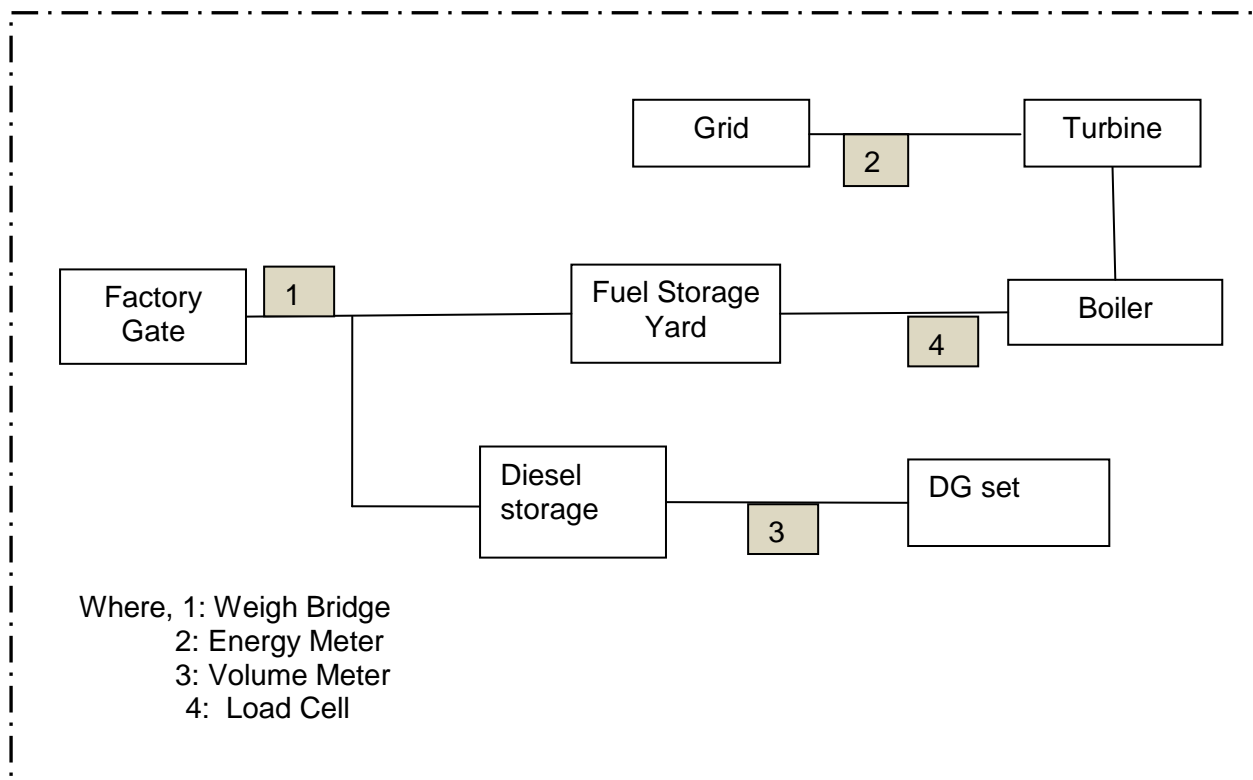 Grid
Turbine
2
Factory
Gate
1
Fuel Storage
Yard
Boiler
4
Diesel
storage
DG set
3
Where, 1: Weigh Bridge
2: Energy Meter
3: Volume Meter
4: Load Cell